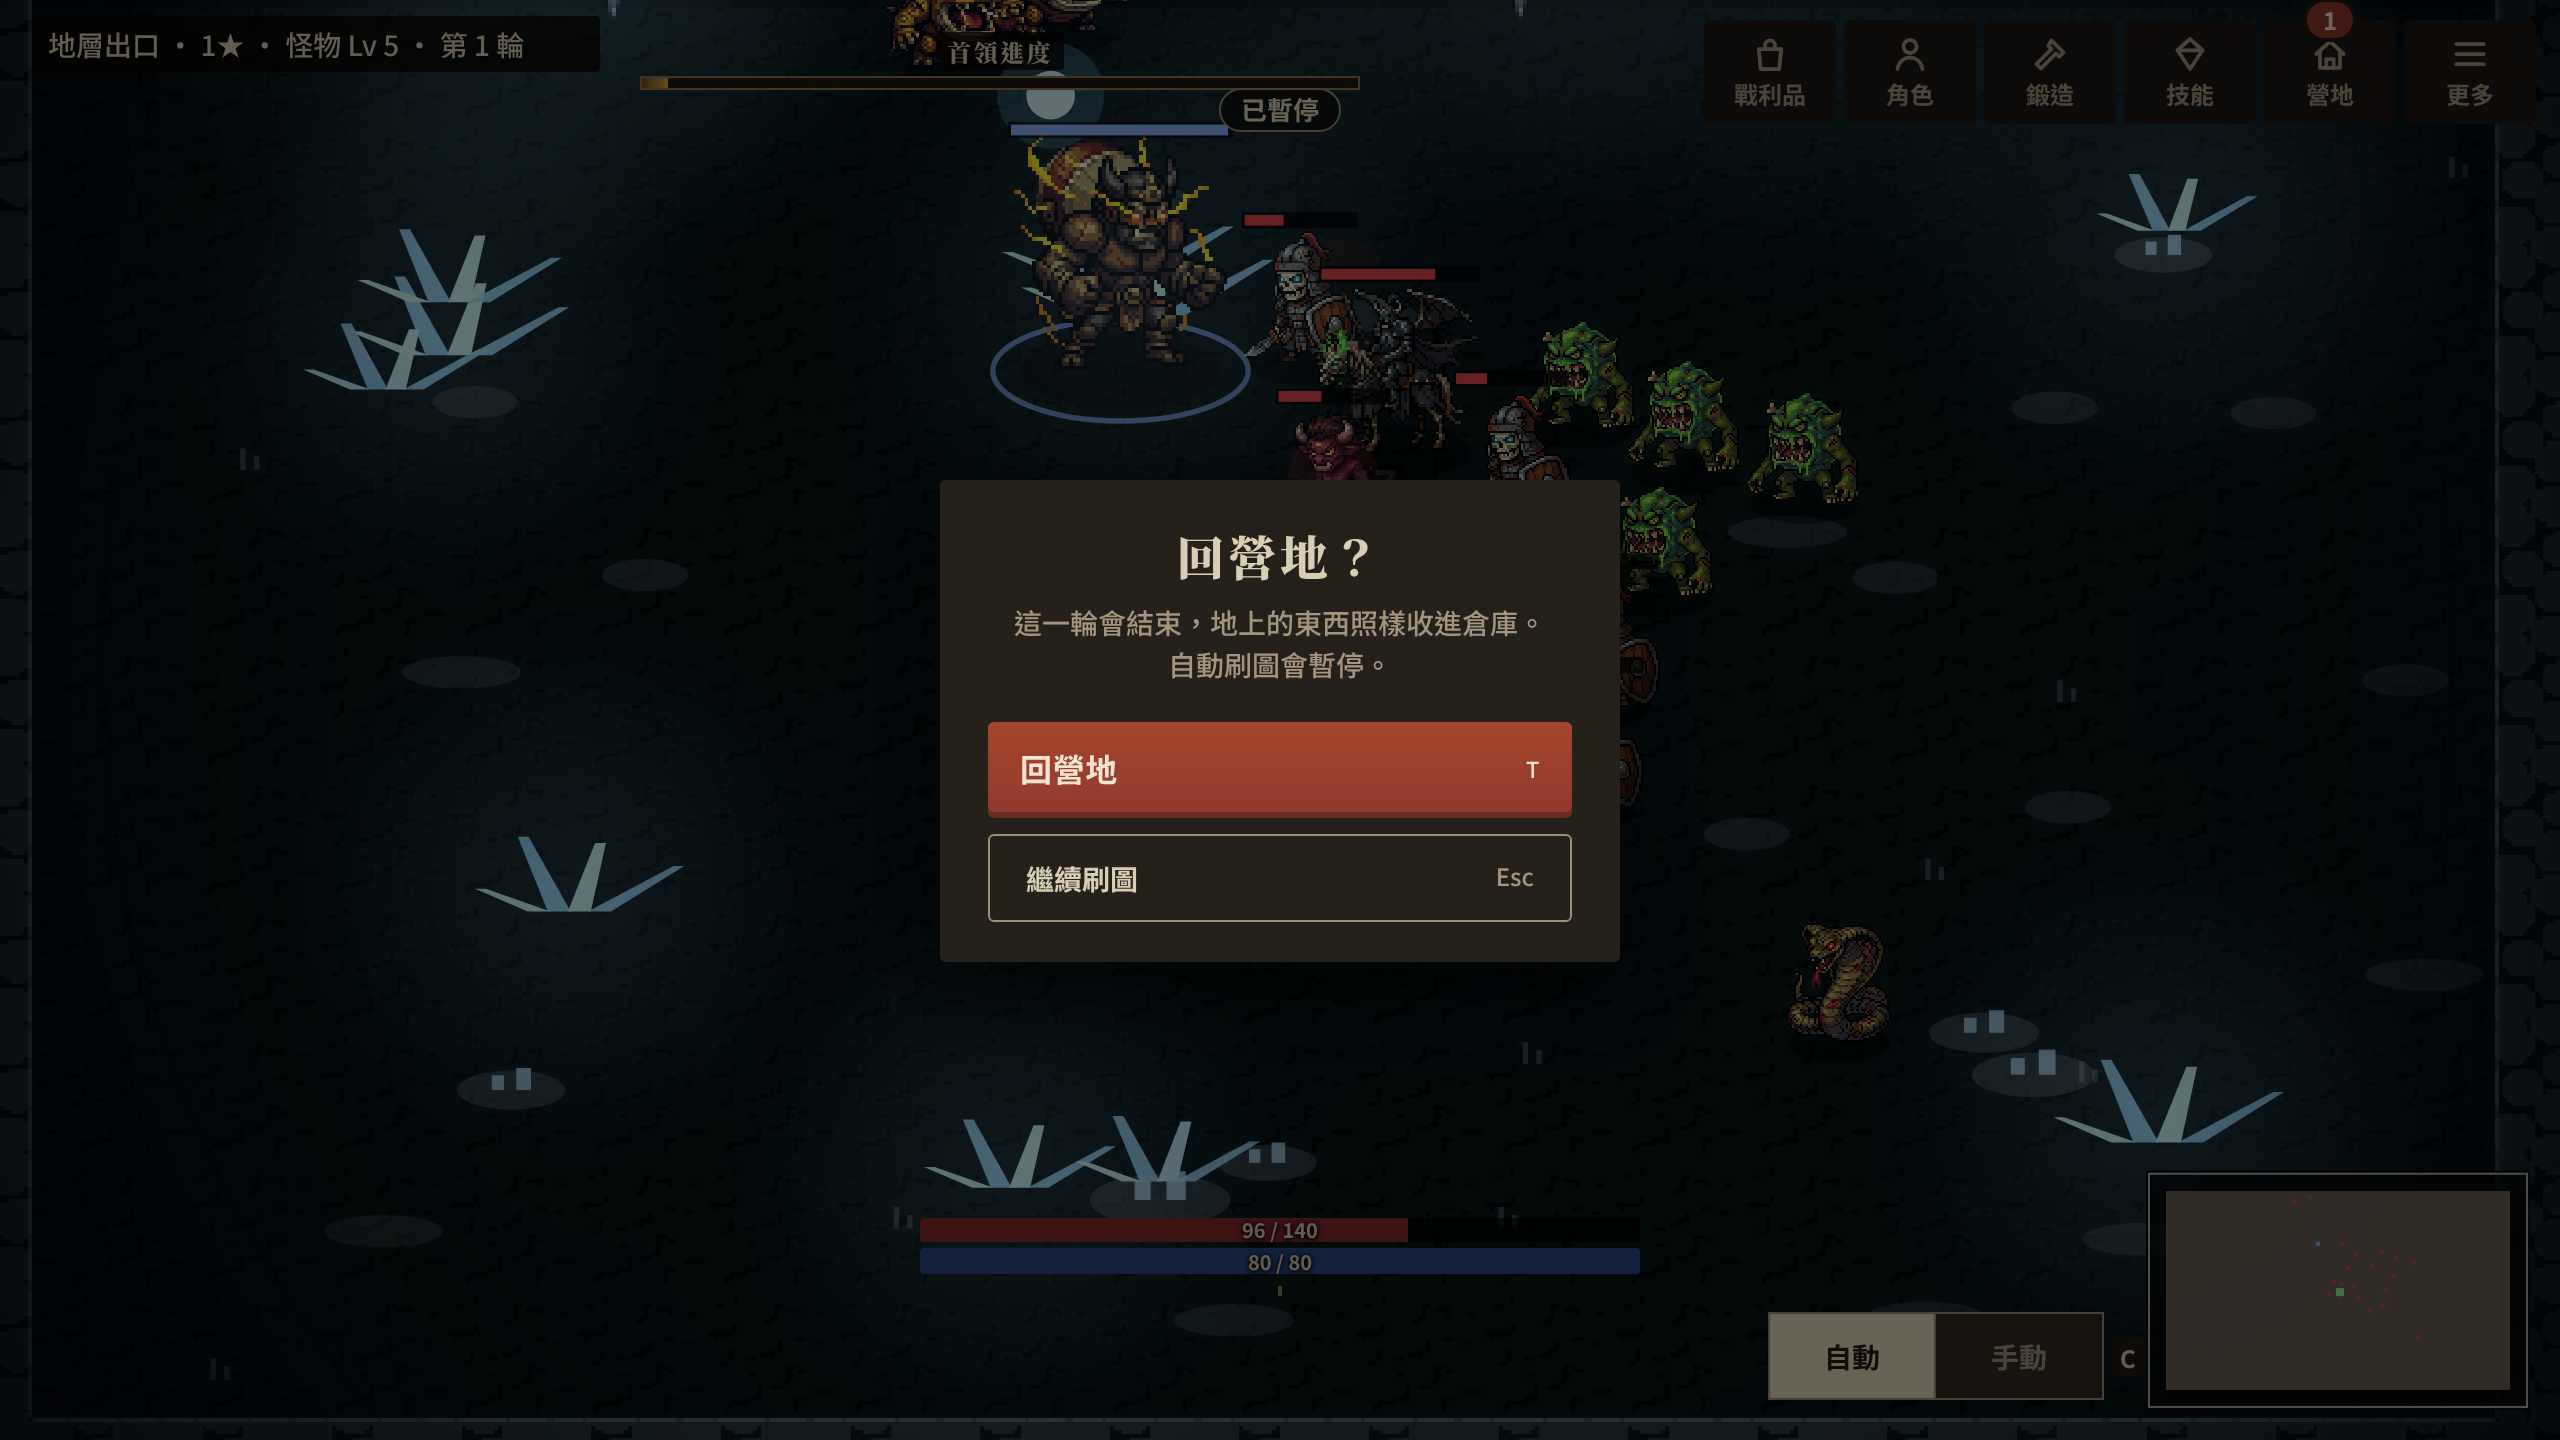 地層出口 · 1★ · 怪物 Lv 5 · 第 1 輪
首領進度
已暫停
1
戰利品
角色
鍛造
技能
營地
更多
回營地？
這一輪會結束，地上的東西照樣收進倉庫。
自動刷圖會暫停。
回營地 T
繼續刷圖 Esc
96 / 140
80 / 80
自動
手動
C